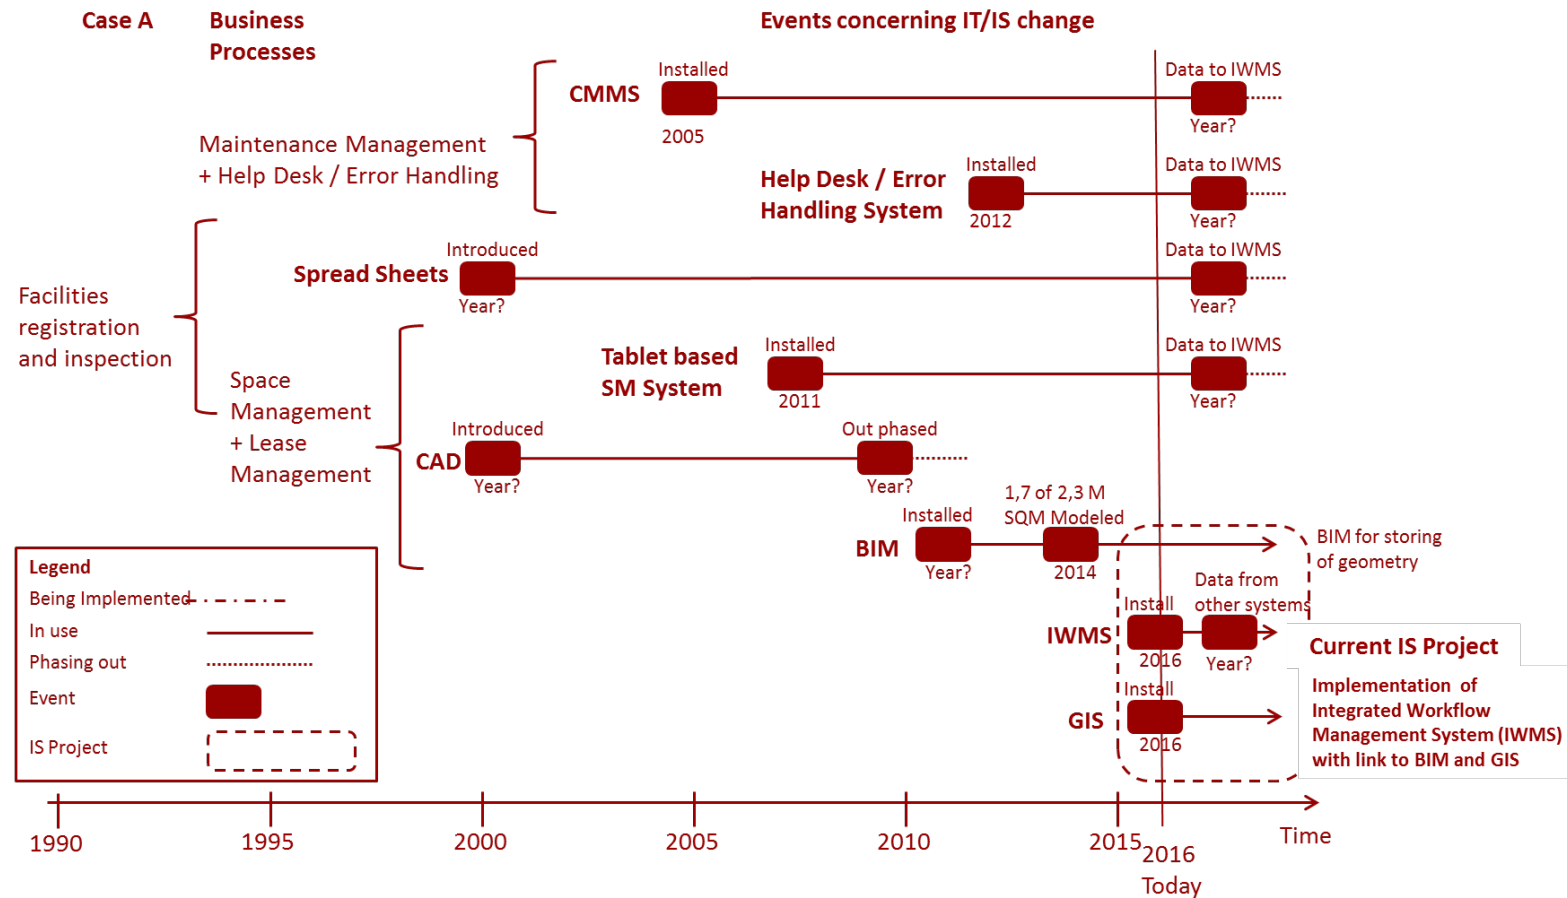 Case A
Business
Processes
Events concerning IT/IS change
Installed
Data to IWMS
CMMS
2005
Year?
Maintenance Management
+ Help Desk / Error Handling
Installed
Data to IWMS
Help Desk / Error
Handling System
2012
Year?
Introduced
Data to IWMS
Spread Sheets
Year?
Year?
Facilities
registration
and inspection
Installed
Data to IWMS
Tablet based
SM System
2011
Year?
Space
Management
+ Lease
Management
Introduced
Out phased
CAD
Year?
Year?
1,7 of 2,3 M
SQM Modeled
Installed
BIM
Year?
2014
BIM for storing
of geometry
Data from
other systems
Install
IWMS
2016
Year?
Current IS Project
Install
GIS
2016
Implementation of
Integrated Workflow
Management System (IWMS)
with link to BIM and GIS
Legend
Being Implemented
In use
Phasing out
Event
IS Project
1990
1995
2000
2005
2010
2015
2016
Today
Time